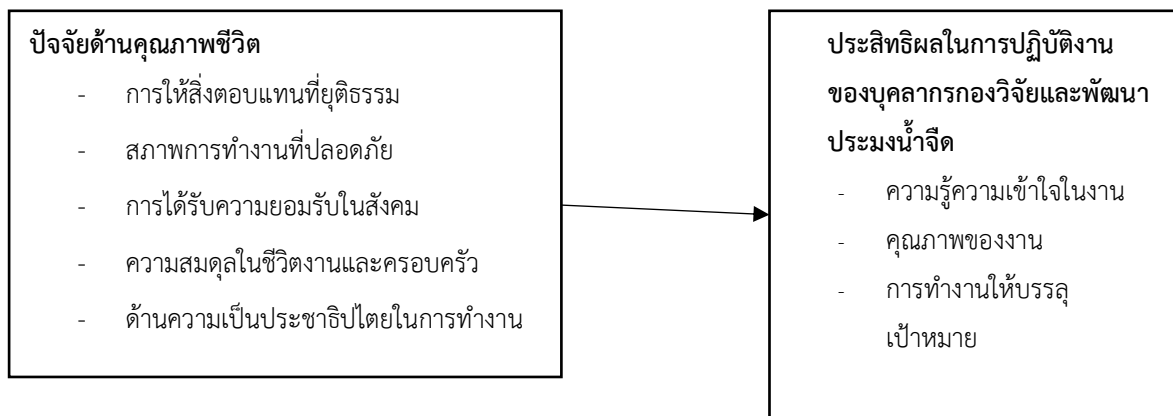 ปัจจัยด้านคุณภาพชีวิต
- การให้สิ่งตอบแทนที่ยุติธรรม
- สภาพการทำงานที่ปลอดภัย
- การได้รับความยอมรับในสังคม
- ความสมดุลในชีวิตงานและครอบครัว
- ด้านความเป็นประชาธิปไตยในการทำงาน
ประสิทธิผลในการปฏิบัติงาน
ของบุคลากรกองวิจัยและพัฒนา
ประมงน้ำจืด
- ความรู้ความเข้าใจในงาน
- คุณภาพของงาน
- การทำงานให้บรรลุ
เป้าหมาย